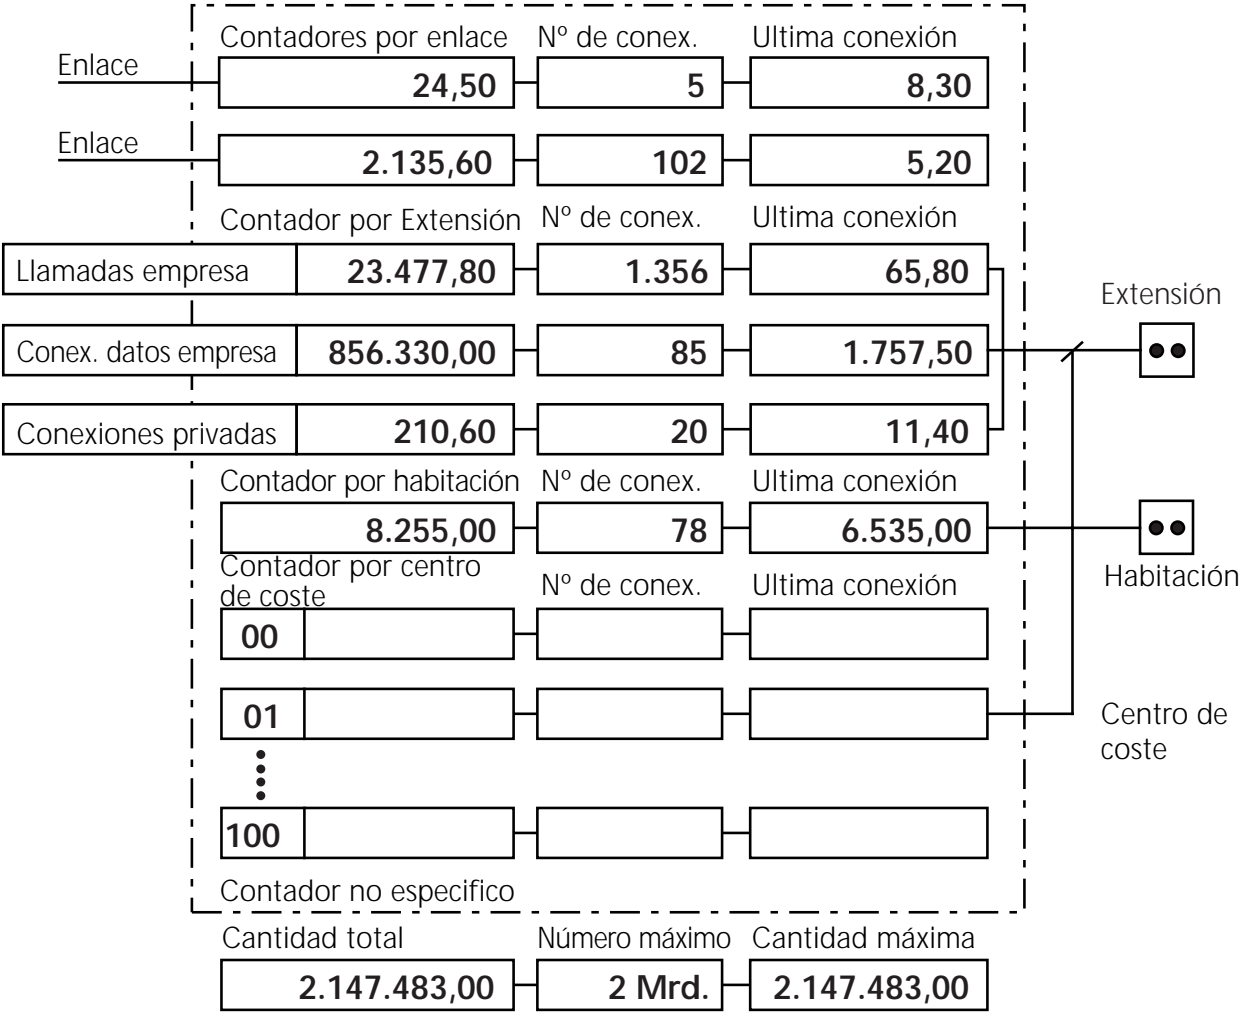 Contadores por enlace Nº de conex. Ultima conexión
Enlace 24,50 5 8,30
Enlace 2.135,60 102 5,20
Contador por Extensión Nº de conex. Ultima conexión
Llamadas empresa 23.477,80 1.356 65,80
Extensión
Conex. datos empresa 856.330,00 85 1.757,50
Conexiones privadas 210,60 20 11,40
Contador por habitación Nº de conex. Ultima conexión
8.255,00 78 6.535,00
Habitación
Contador por centro
de coste Nº de conex. Ultima conexión
00
01
Centro de
coste
100
Contador no especifico
Cantidad total Número máximo Cantidad máxima
2.147.483,00 2 Mrd. 2.147.483,00